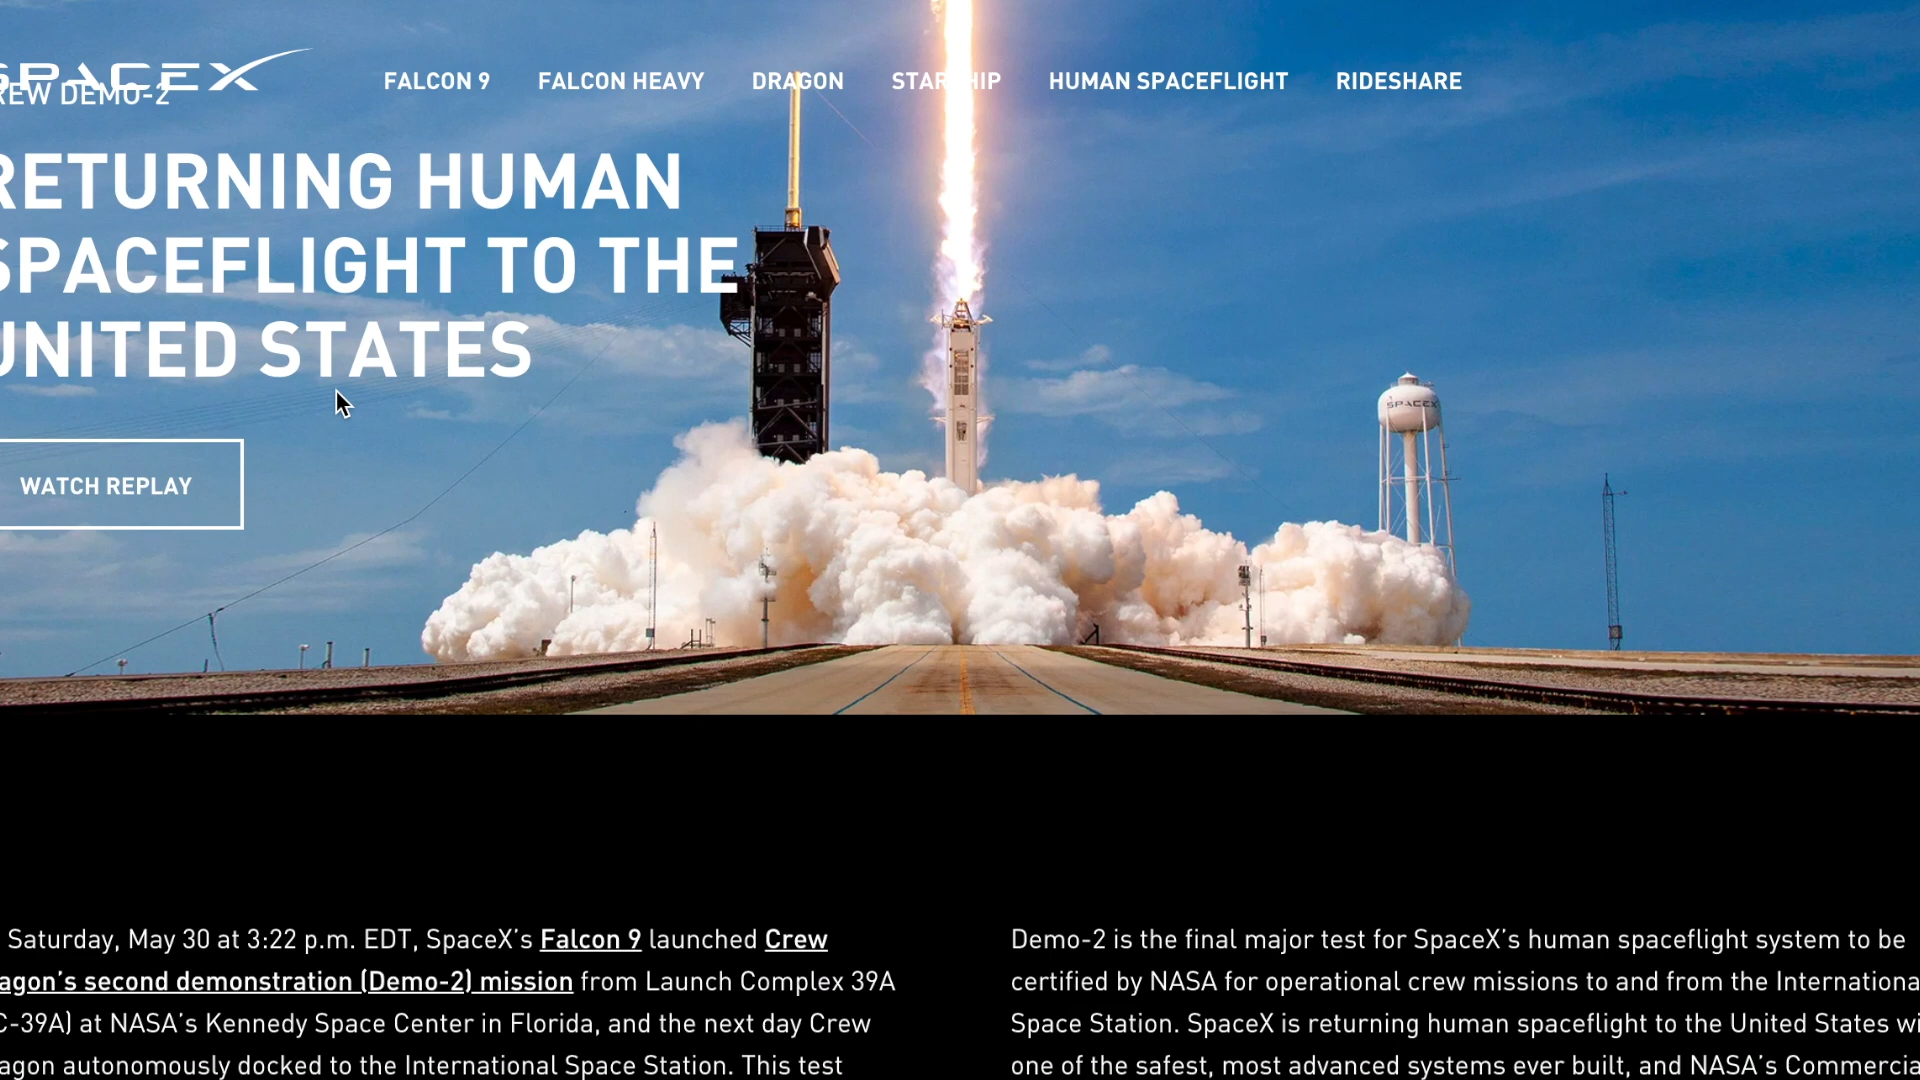 SPACEX
FALCON 9 FALCON HEAVY DRAGON STARSHIP HUMAN SPACEFLIGHT RIDESHARE
REW DEMO-2
RETURNING HUMAN
SPACEFLIGHT TO THE
UNITED STATES
SPACEX
WATCH REPLAY
Saturday, May 30 at 3:22 p.m. EDT, SpaceX’s Falcon 9 launched Crew
agon’s second demonstration (Demo-2) mission from Launch Complex 39A
C-39A) at NASA’s Kennedy Space Center in Florida, and the next day Crew
agon autonomously docked to the International Space Station. This test
Demo-2 is the final major test for SpaceX’s human spaceflight system to be
certified by NASA for operational crew missions to and from the Internationa
Space Station. SpaceX is returning human spaceflight to the United States wi
one of the safest, most advanced systems ever built, and NASA’s Commercia